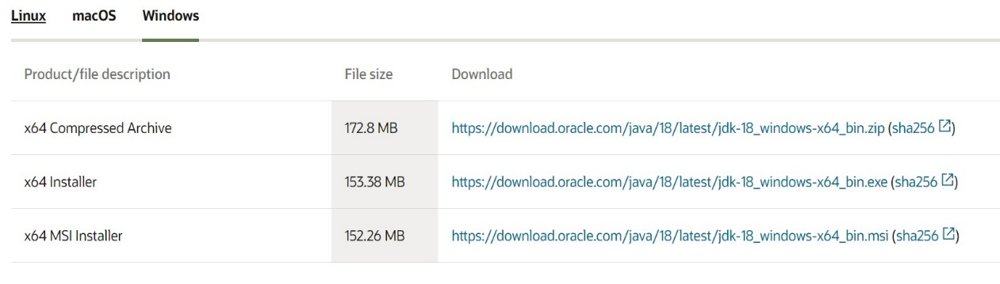 Linux macOS Windows
Product/file description File size Download
x64 Compressed Archive 172.8 MB https://download.oracle.com/java/18/latest/jdk-18_windows-x64_bin.zip (sha256)
x64 Installer 153.38 MB https://download.oracle.com/java/18/latest/jdk-18_windows-x64_bin.exe (sha256)
x64 MSI Installer 152.26 MB https://download.oracle.com/java/18/latest/jdk-18_windows-x64_bin.msi (sha256)